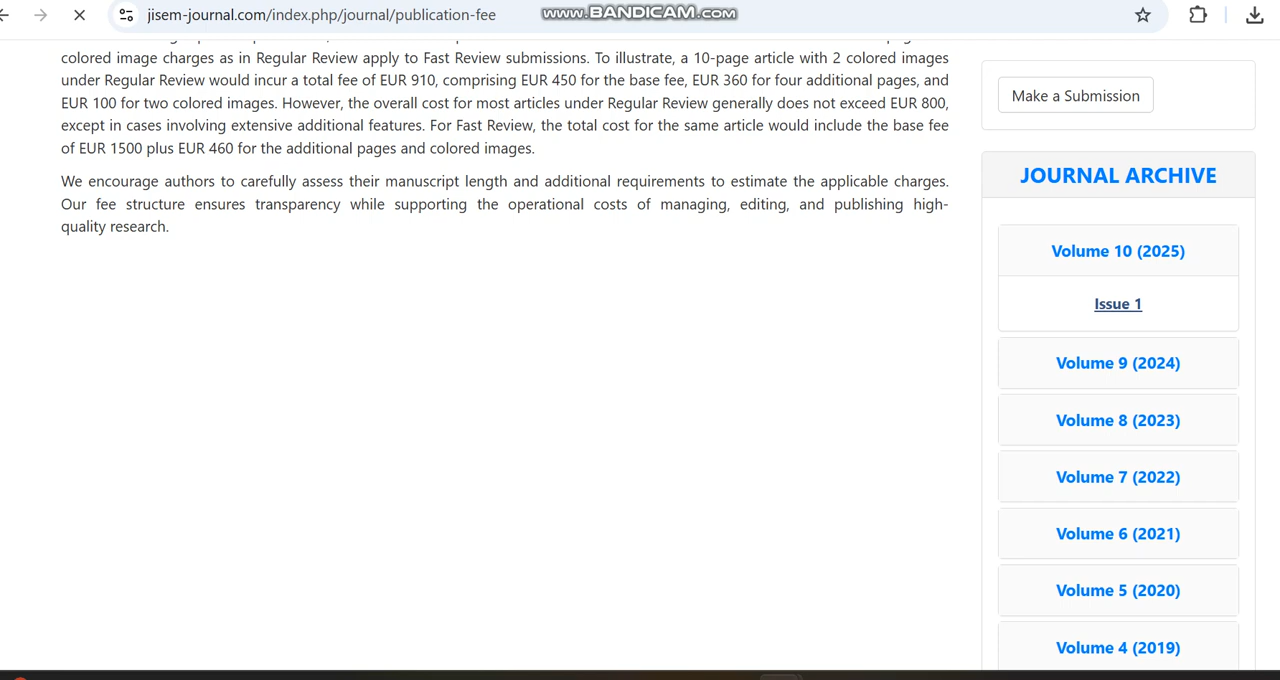 jisem-journal.com/index.php/journal/publication-fee
www.BANDICAM.com
colored image charges as in Regular Review apply to Fast Review submissions. To illustrate, a 10-page article with 2 colored images
under Regular Review would incur a total fee of EUR 910, comprising EUR 450 for the base fee, EUR 360 for four additional pages, and
EUR 100 for two colored images. However, the overall cost for most articles under Regular Review generally does not exceed EUR 800,
except in cases involving extensive additional features. For Fast Review, the total cost for the same article would include the base fee
of EUR 1500 plus EUR 460 for the additional pages and colored images.
We encourage authors to carefully assess their manuscript length and additional requirements to estimate the applicable charges.
Our fee structure ensures transparency while supporting the operational costs of managing, editing, and publishing high-
quality research.
Make a Submission
JOURNAL ARCHIVE
Volume 10 (2025)
Issue 1
Volume 9 (2024)
Volume 8 (2023)
Volume 7 (2022)
Volume 6 (2021)
Volume 5 (2020)
Volume 4 (2019)